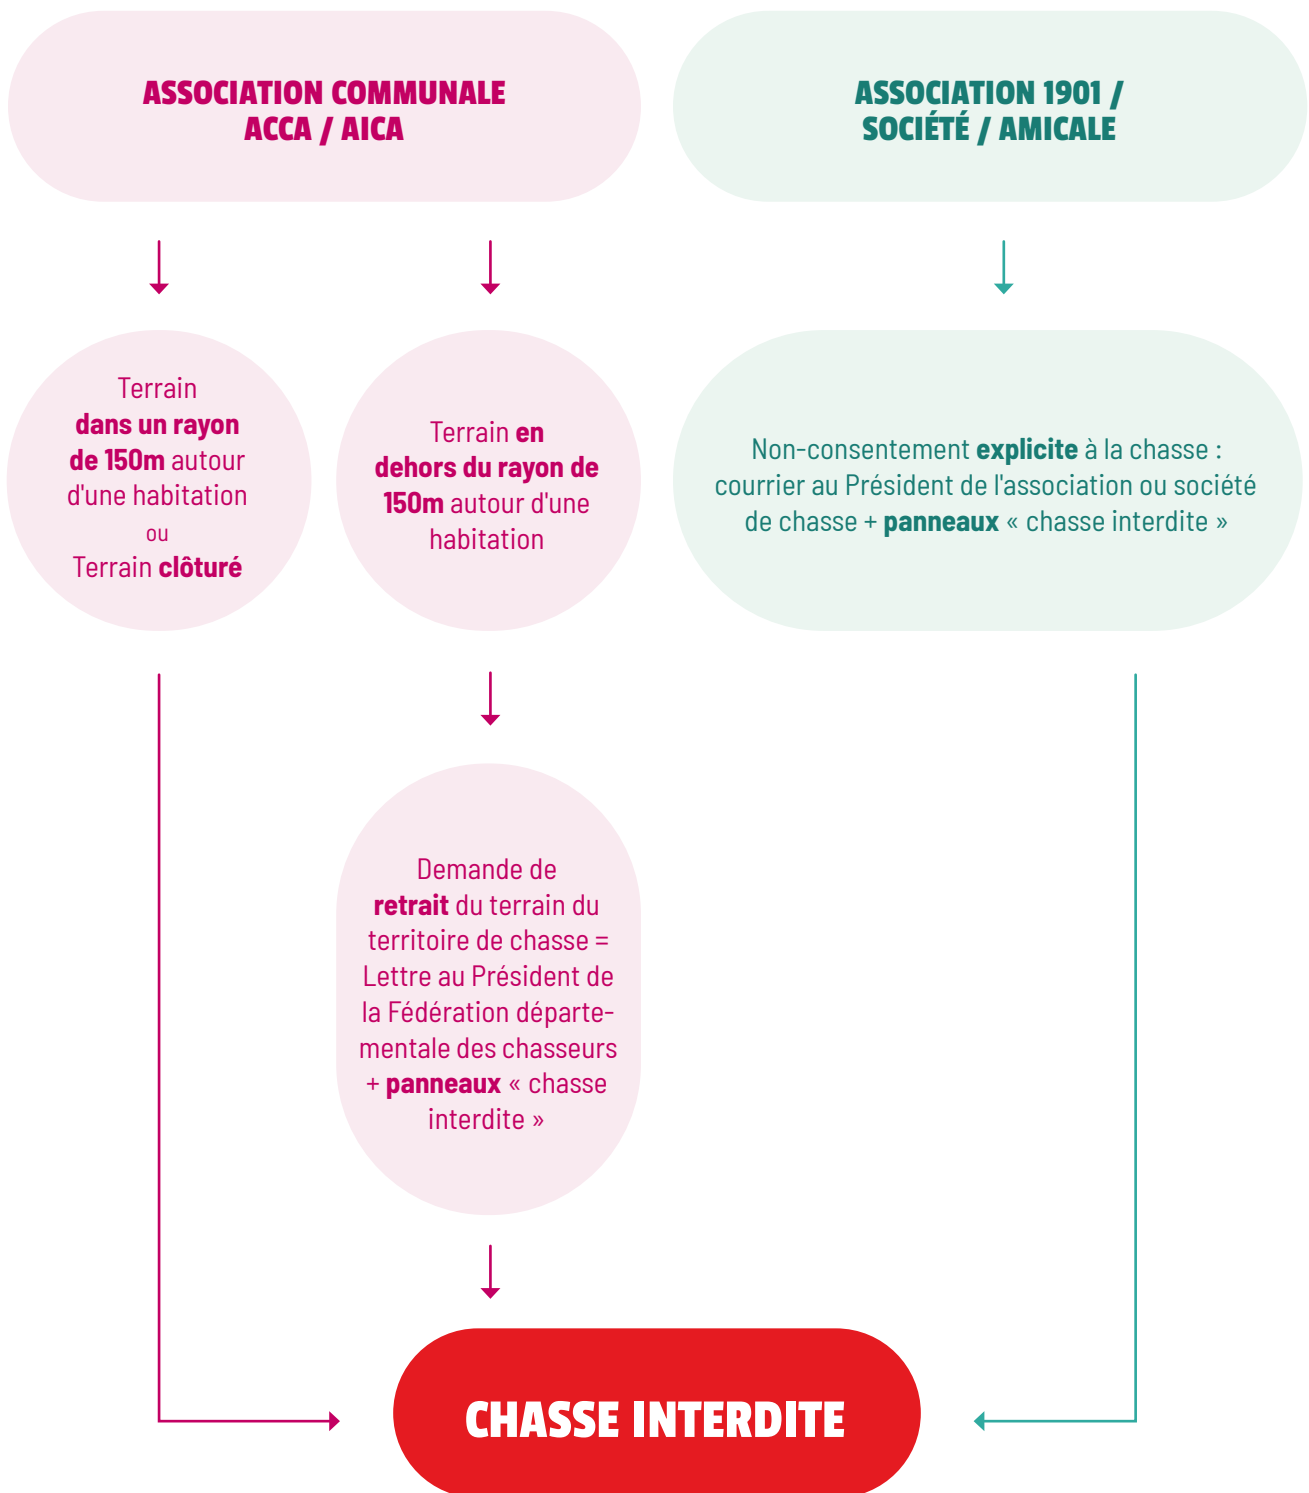 ASSOCIATION COMMUNALE
ACCA / AICA
ASSOCIATION 1901 /
SOCIÉTÉ / AMICALE
Terrain
dans un rayon
de 150m autour
d'une habitation
ou
Terrain clôturé
Terrain en
dehors du rayon de
150m autour d'une
habitation
Non-consentement explicite à la chasse :
courrier au Président de l'association ou société
de chasse + panneaux « chasse interdite »
Demande de
retrait du terrain du
territoire de chasse =
Lettre au Président de
la Fédération départe-
mentale des chasseurs
+ panneaux « chasse
interdite »
CHASSE INTERDITE